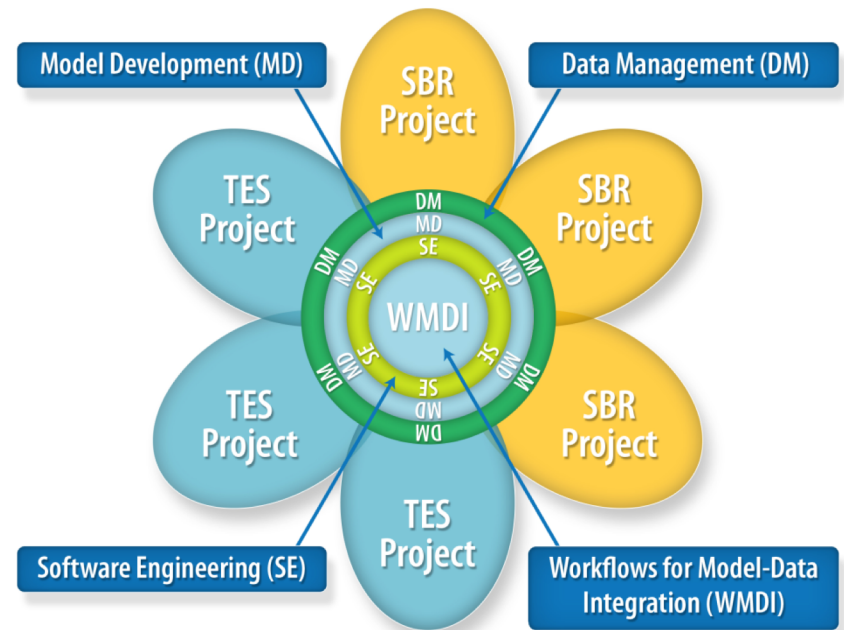 Model Development (MD)
SBR
Project
Data Management (DM)
TES
Project
SBR
Project
DM
MD
SE
DM
MD
SE
DM
MD
SE
WMDI
SE
MD
DM
SE
MD
DM
SE
MD
DM
TES
Project
SBR
Project
TES
Project
Software Engineering (SE)
Workflows for Model-Data
Integration (WMDI)